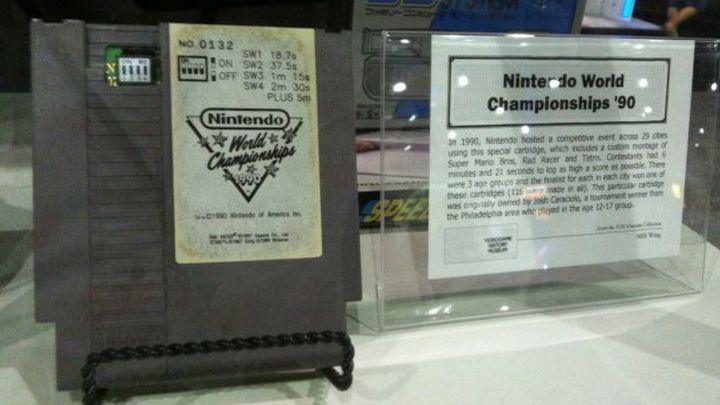 NO. 0132
SW1 18.7s
ON SW2 37.5s
OFF SW3 1m 15s
SW4 2m 30s
PLUS 5m
Nintendo
World
Championships
1990
©1990 Nintendo of America Inc.
SYSTEM
SPEED
Nintendo World
Championships '90
In 1990, Nintendo hosted a competitive event across 29 cities
using this special cartridge, which includes a custom montage of
Super Mario Bros, Rad Racer and Tetris. Contestants had 6
minutes and 21 seconds to log as high a score as possible. There
were 3 age groups and the finalist for each in each city won one of
these cartridges (116 were made in all). This particular cartridge
was originally owned by Josh Caraciolo, a tournament winner from
the Philadelphia area who played in the age 12-17 group.
VIDEOGAME
HISTORY
MUSEUM
NES Wing